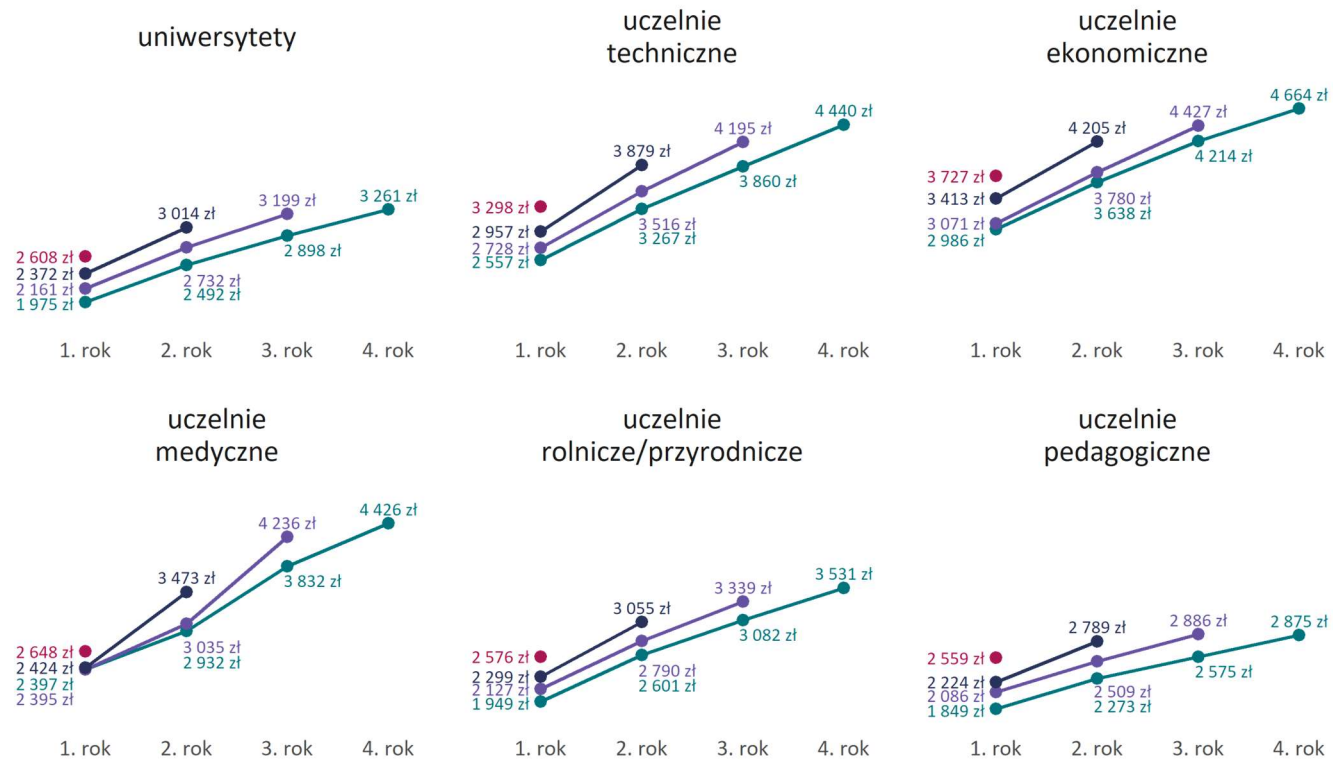 uniwersytety
3 261 zł
3 199 zł
3 014 zł
2 898 zł
2 608 zł
2 372 zł
2 732 zł
2 161 zł
2 492 zł
1 975 zł
1. rok 2. rok 3. rok 4. rok
uczelnie
techniczne
4 440 zł
4 195 zł
3 879 zł
3 860 zł
3 298 zł
3 516 zł
2 957 zł
3 267 zł
2 728 zł
2 557 zł
1. rok 2. rok 3. rok 4. rok
uczelnie
ekonomiczne
4 664 zł
4 427 zł
4 205 zł
4 214 zł
3 727 zł
3 413 zł
3 780 zł
3 638 zł
3 071 zł
2 986 zł
1. rok 2. rok 3. rok 4. rok
uczelnie
medyczne
4 426 zł
4 236 zł
3 473 zł
3 832 zł
2 648 zł
3 035 zł
2 424 zł
2 932 zł
2 397 zł
2 395 zł
1. rok 2. rok 3. rok 4. rok
uczelnie
rolnicze/przyrodnicze
3 531 zł
3 339 zł
3 055 zł
3 082 zł
2 576 zł
2 790 zł
2 299 zł
2 601 zł
2 127 zł
1 949 zł
1. rok 2. rok 3. rok 4. rok
uczelnie
pedagogiczne
2 875 zł
2 886 zł
2 789 zł
2 575 zł
2 559 zł
2 224 zł
2 509 zł
2 086 zł
2 273 zł
1 849 zł
1. rok 2. rok 3. rok 4. rok